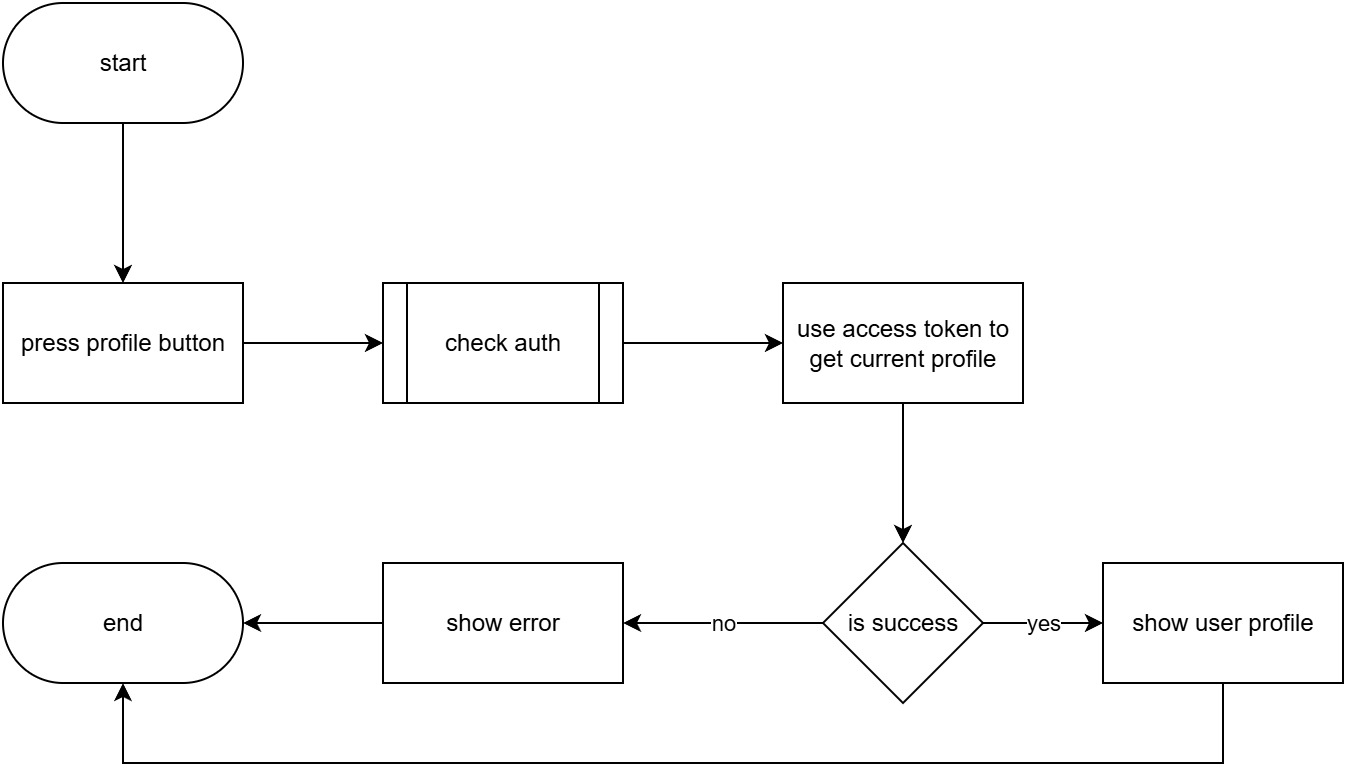 start
press profile button
check auth
use access token to
get current profile
end
show error
no
is success
yes
show user profile